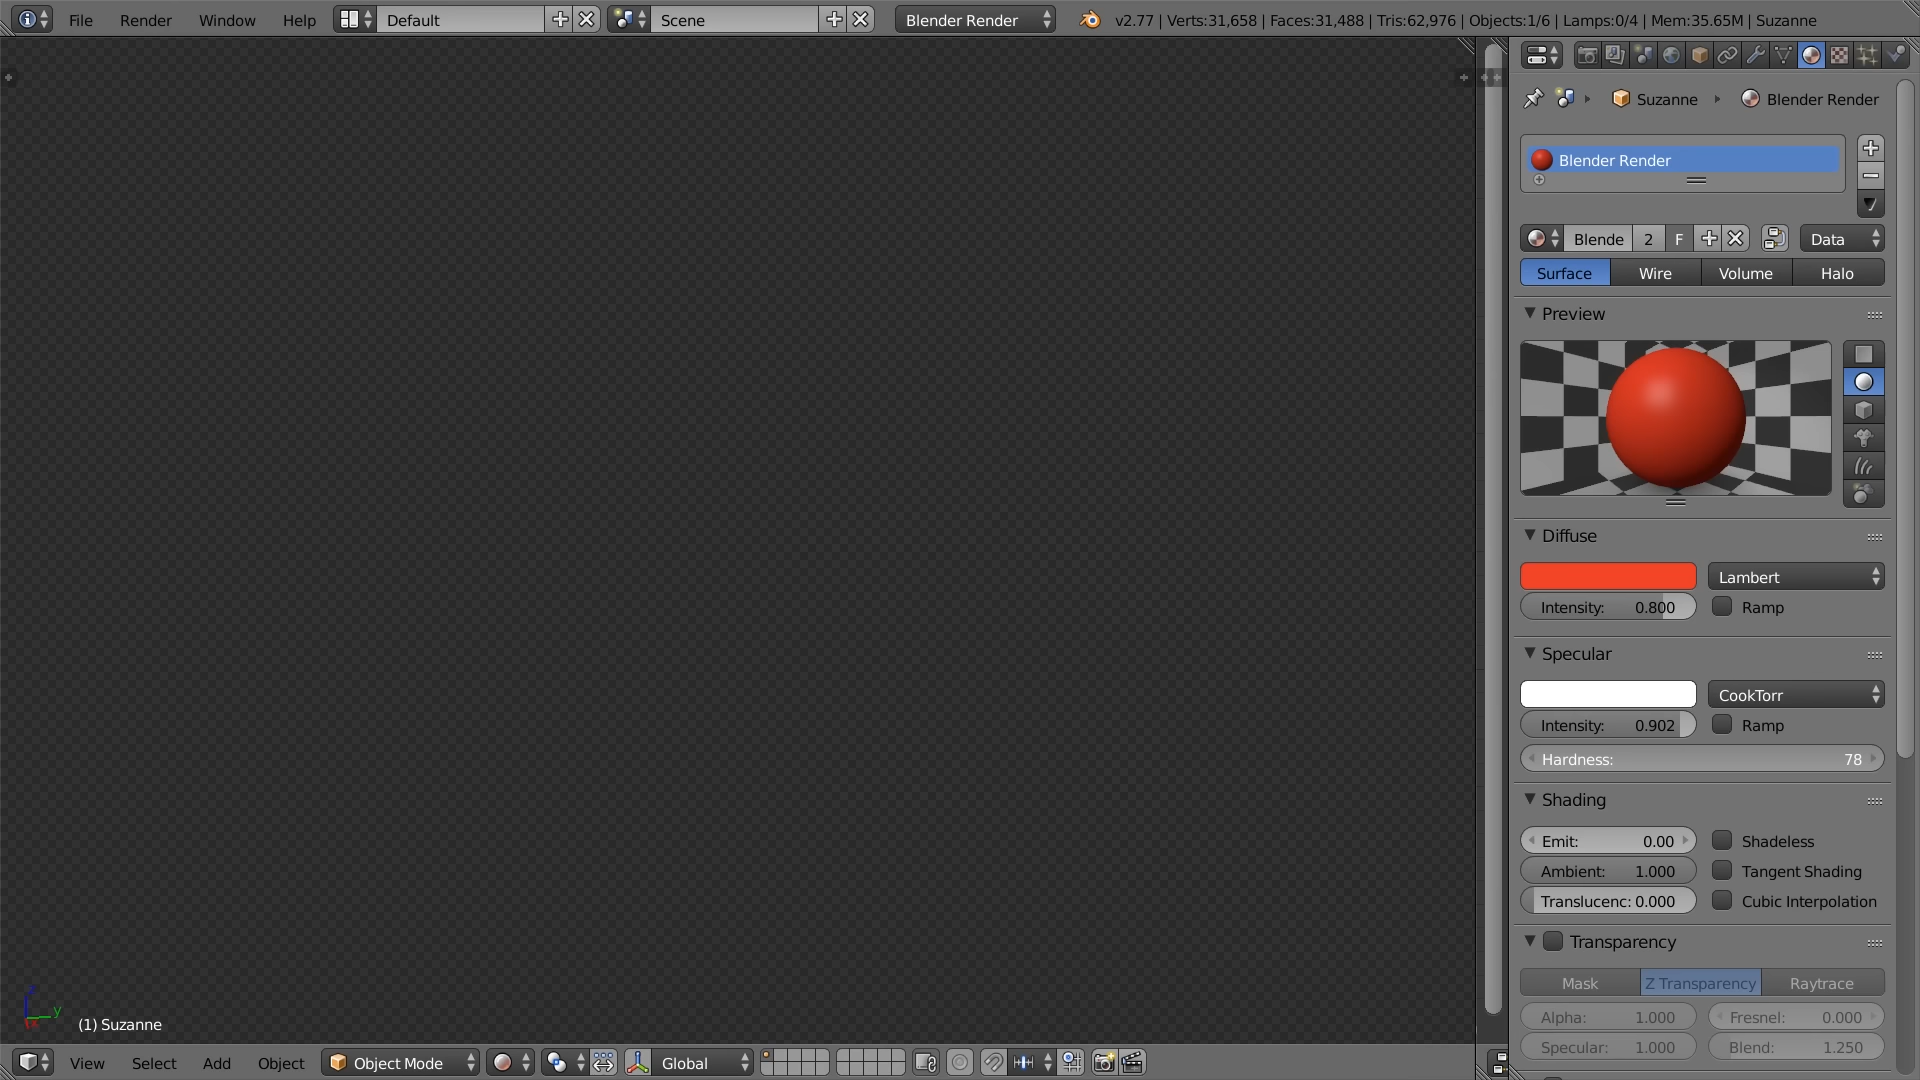 File Render Window Help Default Scene Blender Render v2.77 | Verts:31,658 | Faces:31,488 | Tris:62,976 | Objects:1/6 | Lamps:0/4 | Mem:35.65M | Suzanne
Suzanne Blender Render
Blender Render
Blende 2 F Data
Surface Wire Volume Halo
Preview
Diffuse
Lambert
Intensity: 0.800 Ramp
Specular
CookTorr
Intensity: 0.902 Ramp
Hardness: 78
Shading
Emit: 0.00 Shadeless
Ambient: 1.000 Tangent Shading
Translucenc: 0.000 Cubic Interpolation
Transparency
Mask Z Transparency Raytrace
Alpha: 1.000 Fresnel: 0.000
Specular: 1.000 Blend: 1.250
z
y
x
(1) Suzanne
View Select Add Object Object Mode Global